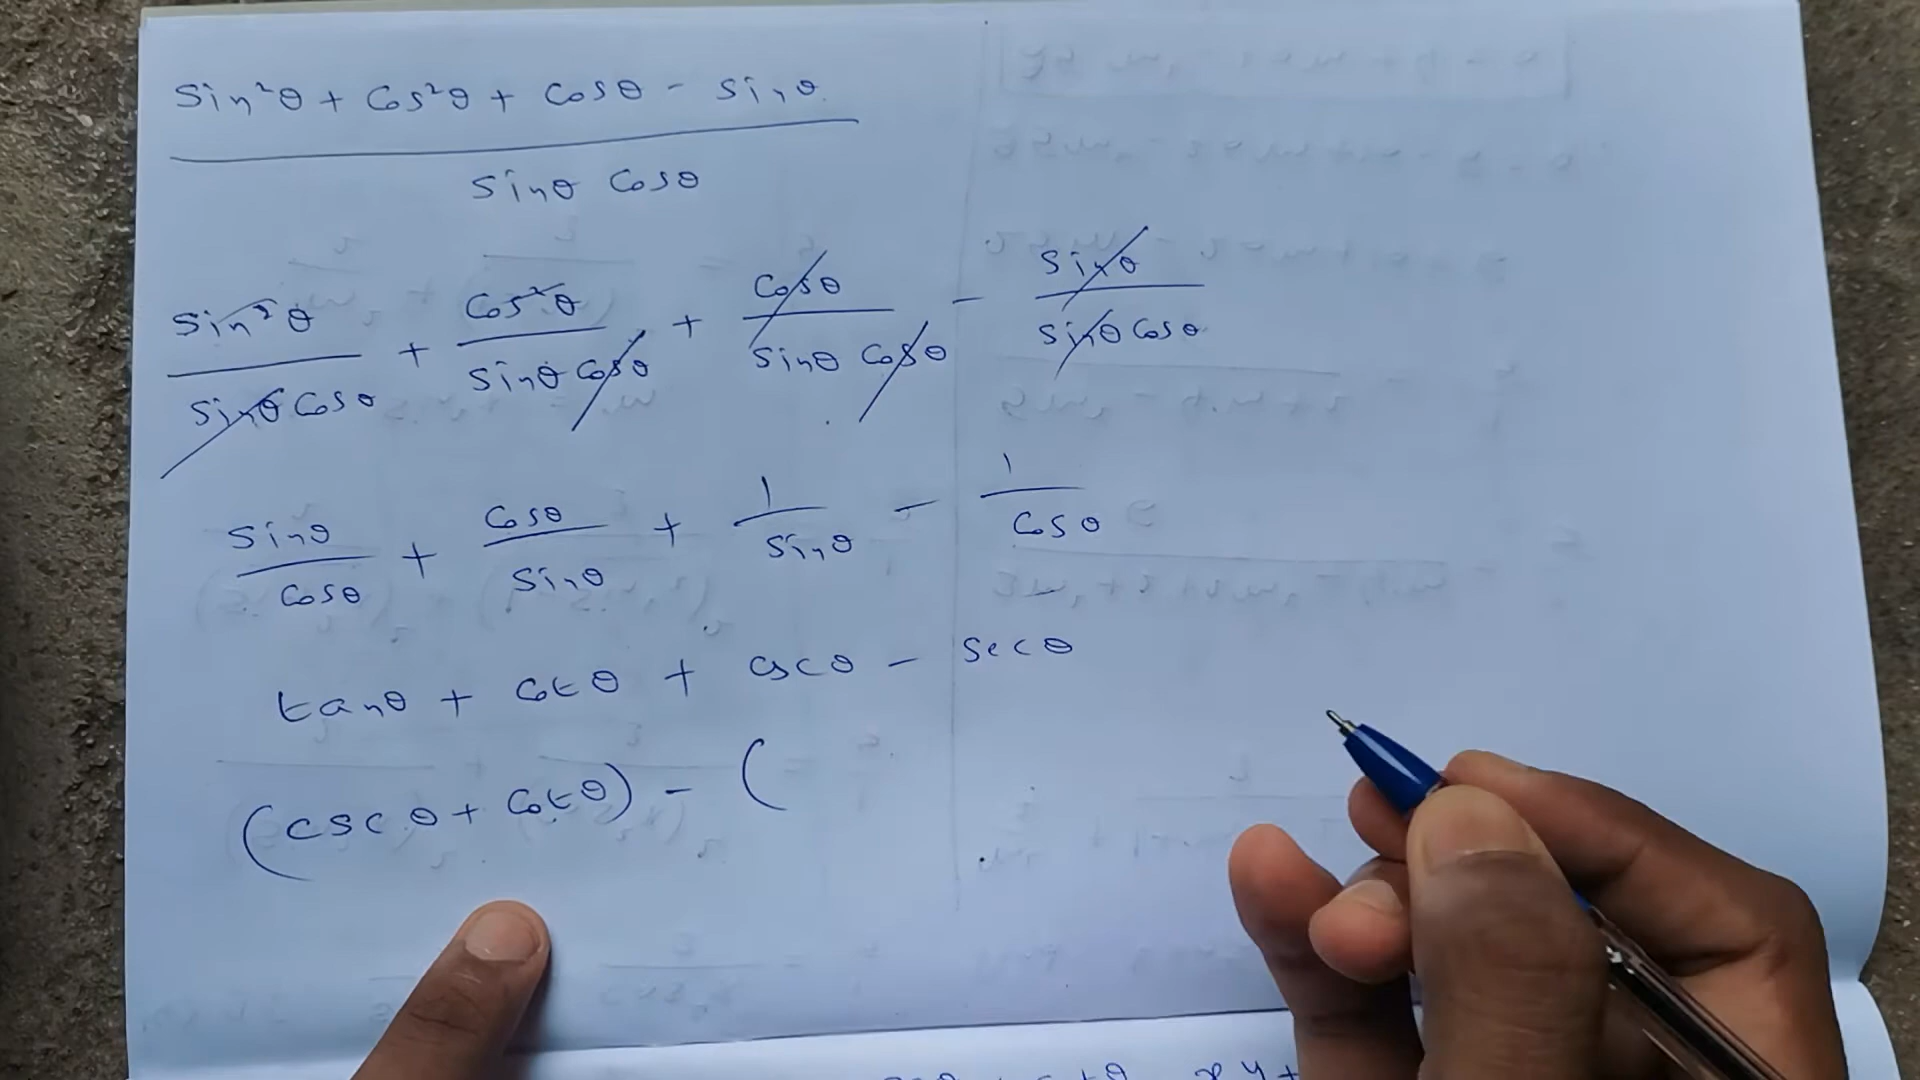 sin²θ + cos²θ + cosθ - sinθ
sinθ cosθ
sin²θ/sinθ cosθ + cos²θ/sinθ cosθ + cosθ/sinθ cosθ - sinθ/sinθ cosθ
sinθ/cosθ + cosθ/sinθ + 1/sinθ - 1/cosθ
tanθ + cotθ + cscθ - secθ
(cscθ + cotθ) - (